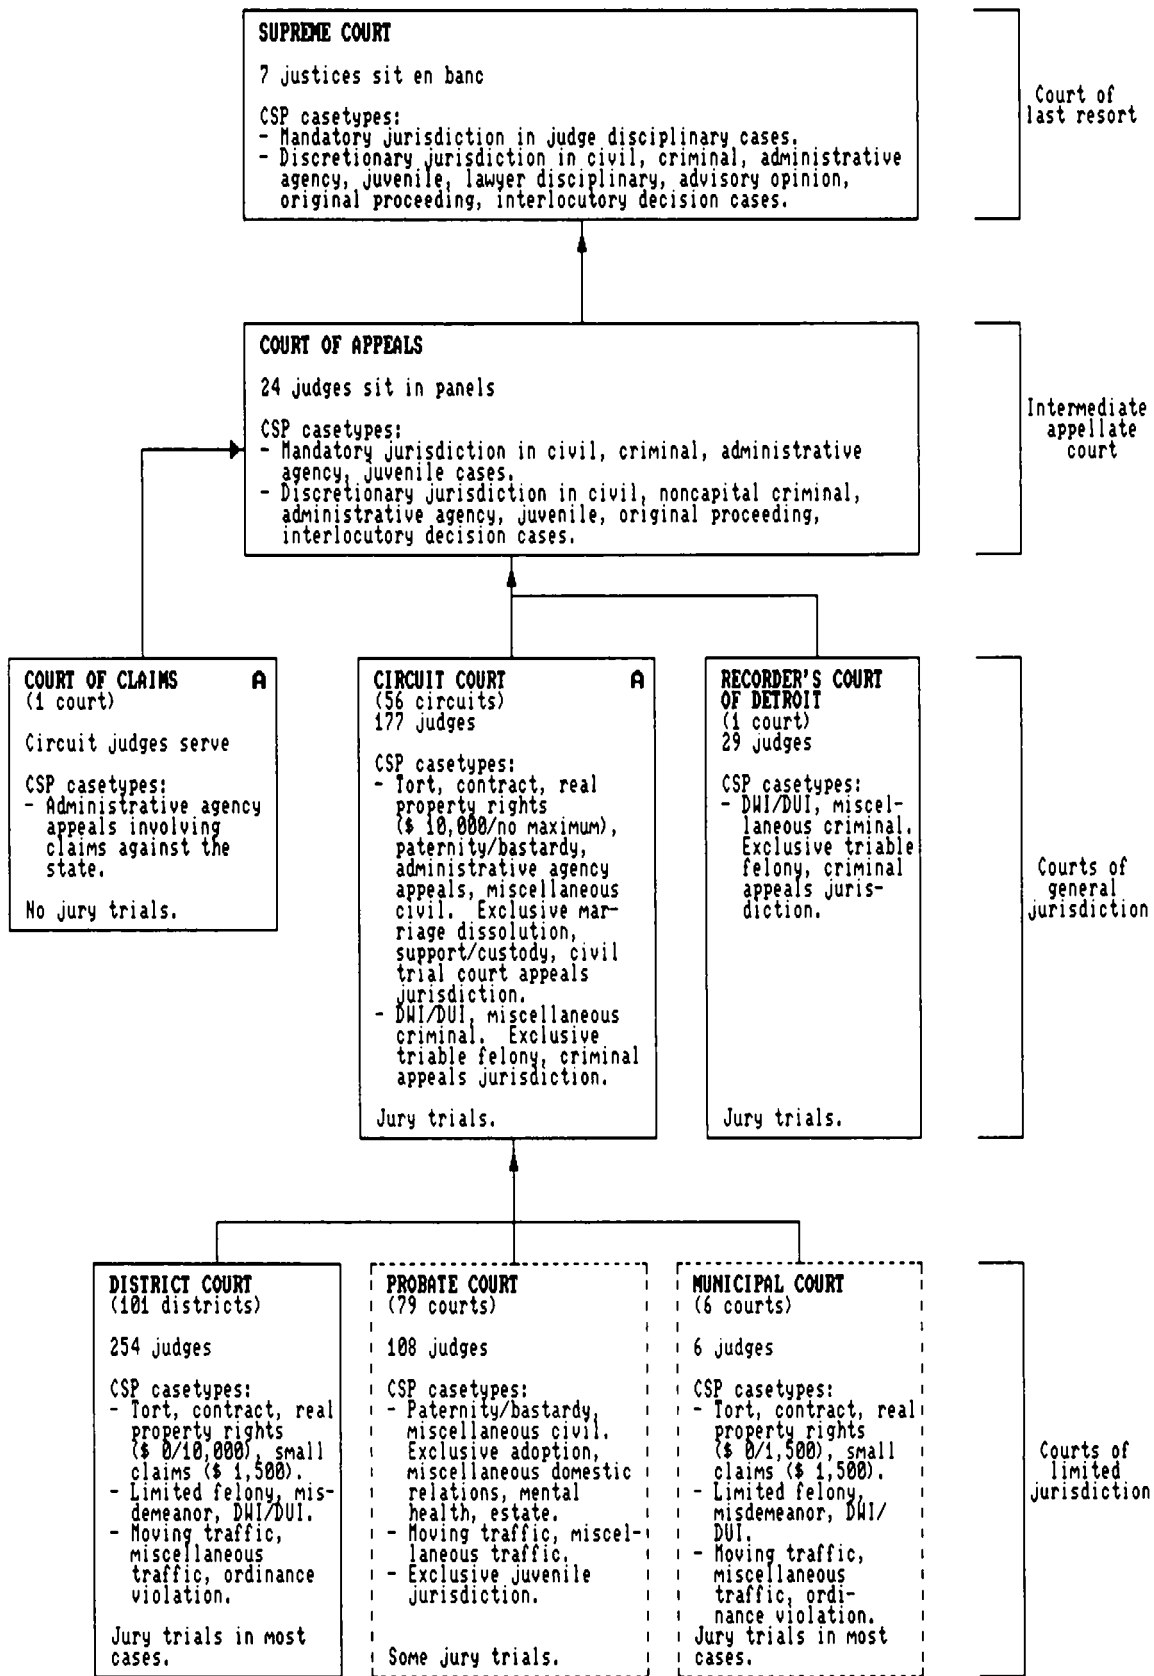 SUPREME COURT
7 justices sit en banc
CSP casetypes:
- Mandatory jurisdiction in judge disciplinary cases.
- Discretionary jurisdiction in civil, criminal, administrative
agency, juvenile, lawyer disciplinary, advisory opinion,
original proceeding, interlocutory decision cases.
Court of
last resort
COURT OF APPEALS
24 judges sit in panels
CSP casetypes:
- Mandatory jurisdiction in civil, criminal, administrative
agency, juvenile cases.
- Discretionary jurisdiction in civil, noncapital criminal,
administrative agency, juvenile, original proceeding,
interlocutory decision cases.
Intermediate
appellate
court
COURT OF CLAIMS A
(1 court)
Circuit judges serve
CSP casetypes:
- Administrative agency
appeals involving
claims against the
state.
No jury trials.
CIRCUIT COURT A
(56 circuits)
177 judges
CSP casetypes:
- Tort, contract, real
property rights
($ 10,000/no maximum),
paternity/bastardy,
administrative agency
appeals, miscellaneous
civil. Exclusive mar-
riage dissolution,
support/custody, civil
trial court appeals
jurisdiction.
- DWI/DUI, miscellaneous
criminal. Exclusive
triable felony, criminal
appeals jurisdiction.
Jury trials.
RECORDER'S COURT
OF DETROIT
(1 court)
29 judges
CSP casetypes:
- DWI/DUI, miscel-
laneous criminal.
Exclusive triable
felony, criminal
appeals juris-
diction.
Jury trials.
Courts of
general
jurisdiction
DISTRICT COURT
(101 districts)
254 judges
CSP casetypes:
- Tort, contract, real
property rights
($ 0/10,000), small
claims ($ 1,500).
- Limited felony, mis-
demeanor, DWI/DUI.
- Moving traffic,
miscellaneous
traffic, ordinance
violation.
Jury trials in most
cases.
PROBATE COURT
(79 courts)
108 judges
CSP casetypes:
- Paternity/bastardy,
miscellaneous civil.
Exclusive adoption,
miscellaneous domestic
relations, mental
health, estate.
- Moving traffic, miscel-
laneous traffic.
- Exclusive juvenile
jurisdiction.
Some jury trials.
MUNICIPAL COURT
(6 courts)
6 judges
CSP casetypes:
- Tort, contract, real
property rights
($ 0/1,500), small
claims ($ 1,500).
- Limited felony,
misdemeanor, DWI/
DUI.
- Moving traffic,
miscellaneous
traffic, ordi-
nance violation.
Jury trials in most
cases.
Courts of
limited
jurisdiction